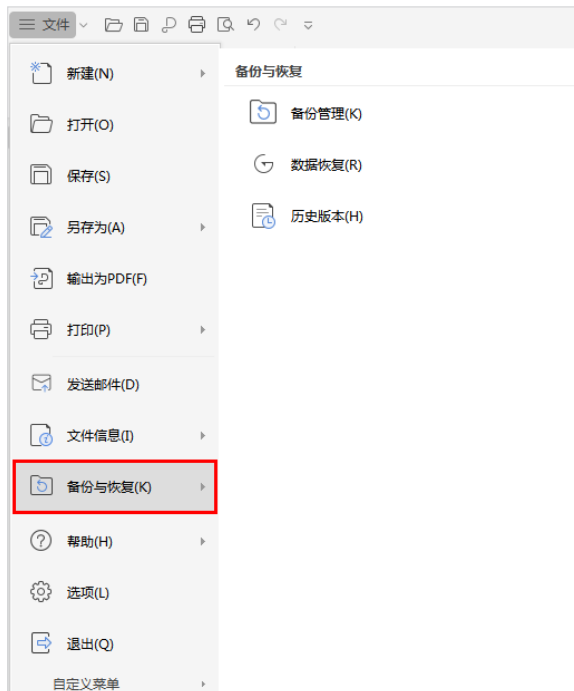 文件
新建(N)
打开(O)
保存(S)
另存为(A)
输出为PDF(F)
打印(P)
发送邮件(D)
文件信息(I)
备份与恢复(K)
帮助(H)
选项(L)
退出(Q)
自定义菜单
备份与恢复
备份管理(K)
数据恢复(R)
历史版本(H)